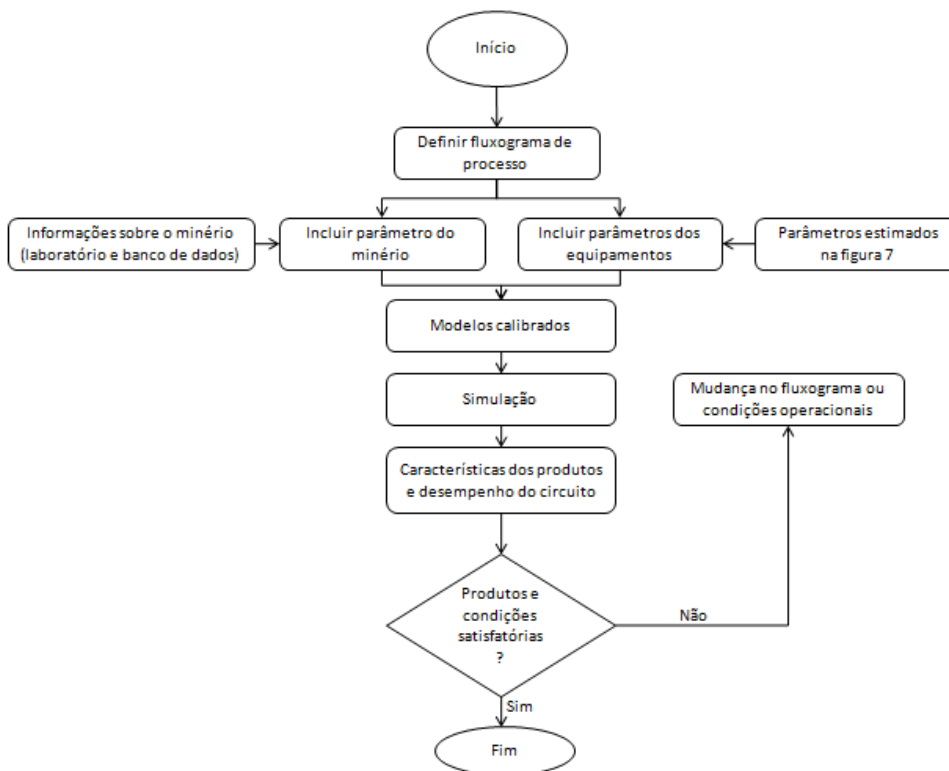 Início
Definir fluxograma de
processo
Informações sobre o minério
(laboratório e banco de dados)
Incluir parâmetro do
minério
Incluir parâmetros dos
equipamentos
Parâmetros estimados
na figura 7
Modelos calibrados
Simulação
Mudança no fluxograma ou
condições operacionais
Características dos produtos
e desempenho do circuito
Produtos e
condições
satisfatórias
?
Não
Sim
Fim